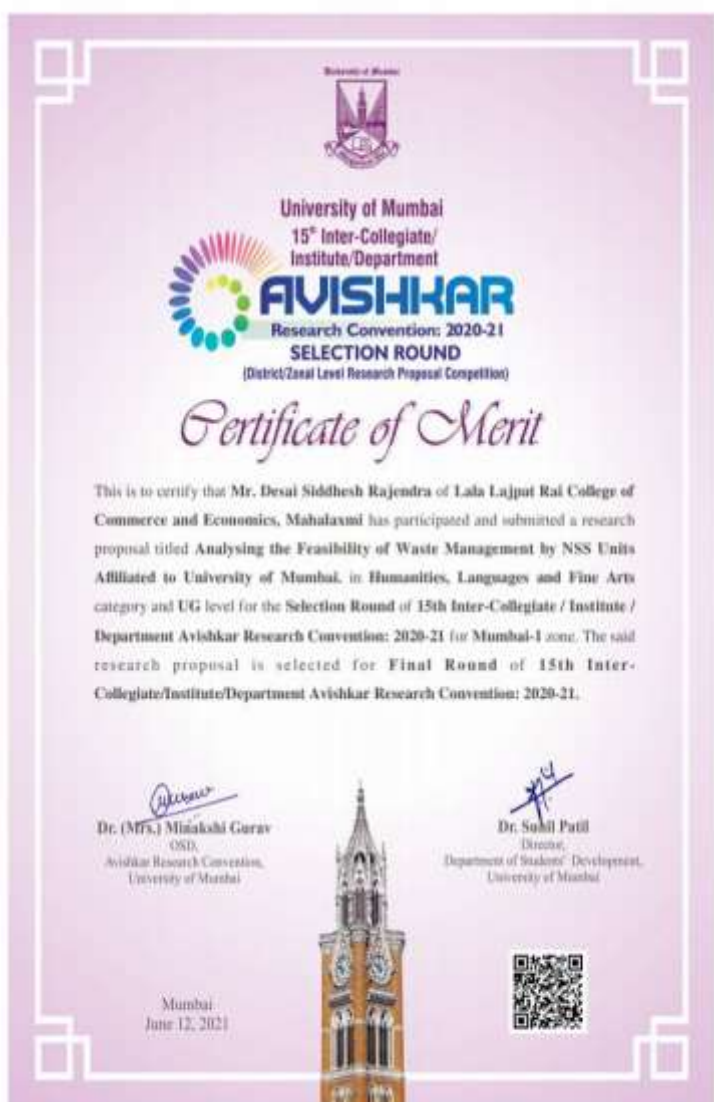 University of Mumbai
University of Mumbai
15th Inter-Collegiate/
Institute/Department
AVISHKAR
Research Convention: 2020-21
SELECTION ROUND
(District/Zonal Level Research Proposal Competition)
Certificate of Merit
This is to certify that Mr. Desai Siddhesh Rajendra of Lala Lajpat Rai College of
Commerce and Economics, Mahalaxmi has participated and submitted a research
proposal titled Analysing the Feasibility of Waste Management by NSS Units
Affiliated to University of Mumbai, in Humanities, Languages and Fine Arts
category and UG level for the Selection Round of 15th Inter-Collegiate / Institute /
Department Avishkar Research Convention: 2020-21 for Mumbai-1 zone. The said
research proposal is selected for Final Round of 15th Inter-
Collegiate/Institute/Department Avishkar Research Convention: 2020-21.
Dr. (Mrs.) Minakshi Gurav
OSD,
Avishkar Research Convention,
University of Mumbai
Dr. Sunil Patil
Director,
Department of Students' Development,
University of Mumbai
Mumbai
June 12, 2021